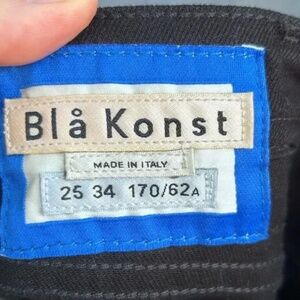 Blå Konst
MADE IN ITALY
25 34 170/62A